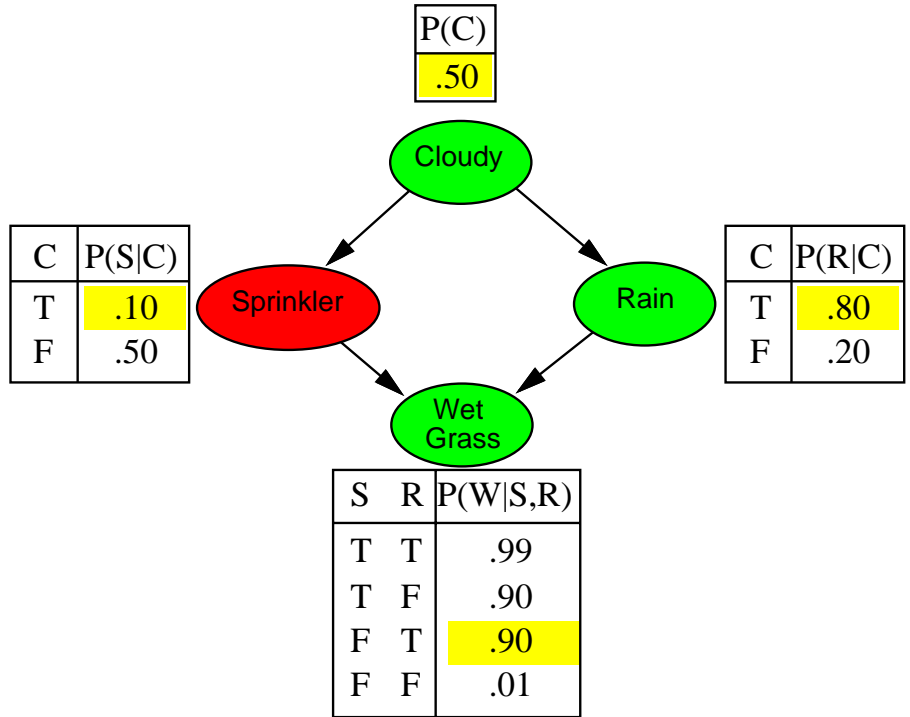 P(C)
.50
Cloudy
C P(S|C)
T .10
F .50
Sprinkler
Rain
C P(R|C)
T .80
F .20
Wet
Grass
S R P(W|S,R)
T T .99
T F .90
F T .90
F F .01